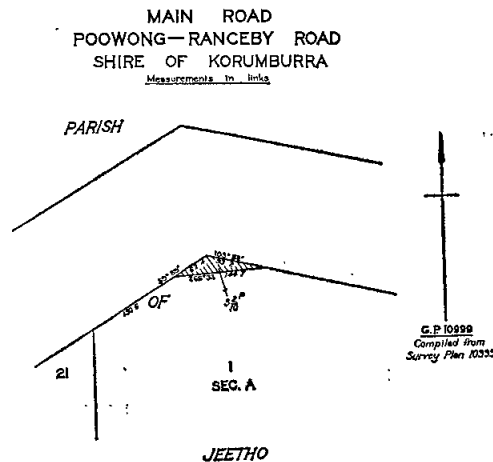 MAIN ROAD
POOWONG—RANCEBY ROAD
SHIRE OF KORUMBURRA
Measurements in links
PARISH
OF
21
1
SEC. A
JEETHO
G.P. 10999
Compiled from
Survey Plan